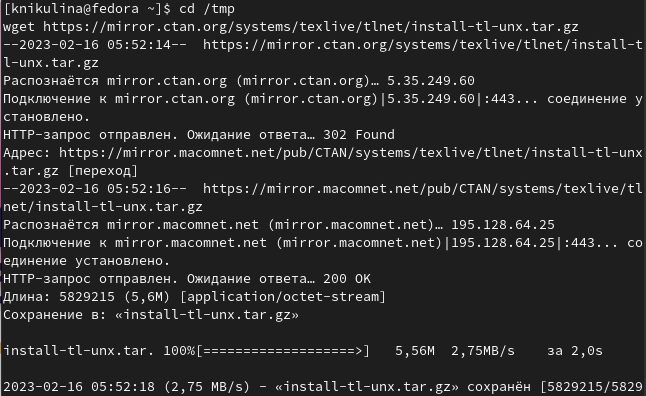 [knikulina@fedora ~]$ cd /tmp
wget https://mirror.ctan.org/systems/texlive/tlnet/install-tl-unx.tar.gz
--2023-02-16 05:52:14--  https://mirror.ctan.org/systems/texlive/tlnet/install-t
l-unx.tar.gz
Распознаётся mirror.ctan.org (mirror.ctan.org)… 5.35.249.60
Подключение к mirror.ctan.org (mirror.ctan.org)|5.35.249.60|:443... соединение у
становлено.
HTTP-запрос отправлен. Ожидание ответа… 302 Found
Адрес: https://mirror.macomnet.net/pub/CTAN/systems/texlive/tlnet/install-tl-unx
.tar.gz [переход]
--2023-02-16 05:52:16--  https://mirror.macomnet.net/pub/CTAN/systems/texlive/tl
net/install-tl-unx.tar.gz
Распознаётся mirror.macomnet.net (mirror.macomnet.net)… 195.128.64.25
Подключение к mirror.macomnet.net (mirror.macomnet.net)|195.128.64.25|:443... со
единение установлено.
HTTP-запрос отправлен. Ожидание ответа… 200 OK
Длина: 5829215 (5,6M) [application/octet-stream]
Сохранение в: «install-tl-unx.tar.gz»
install-tl-unx.tar. 100%[===================>]   5,56M  2,75MB/s    за 2,0s
2023-02-16 05:52:18 (2,75 MB/s) - «install-tl-unx.tar.gz» сохранён [5829215/5829